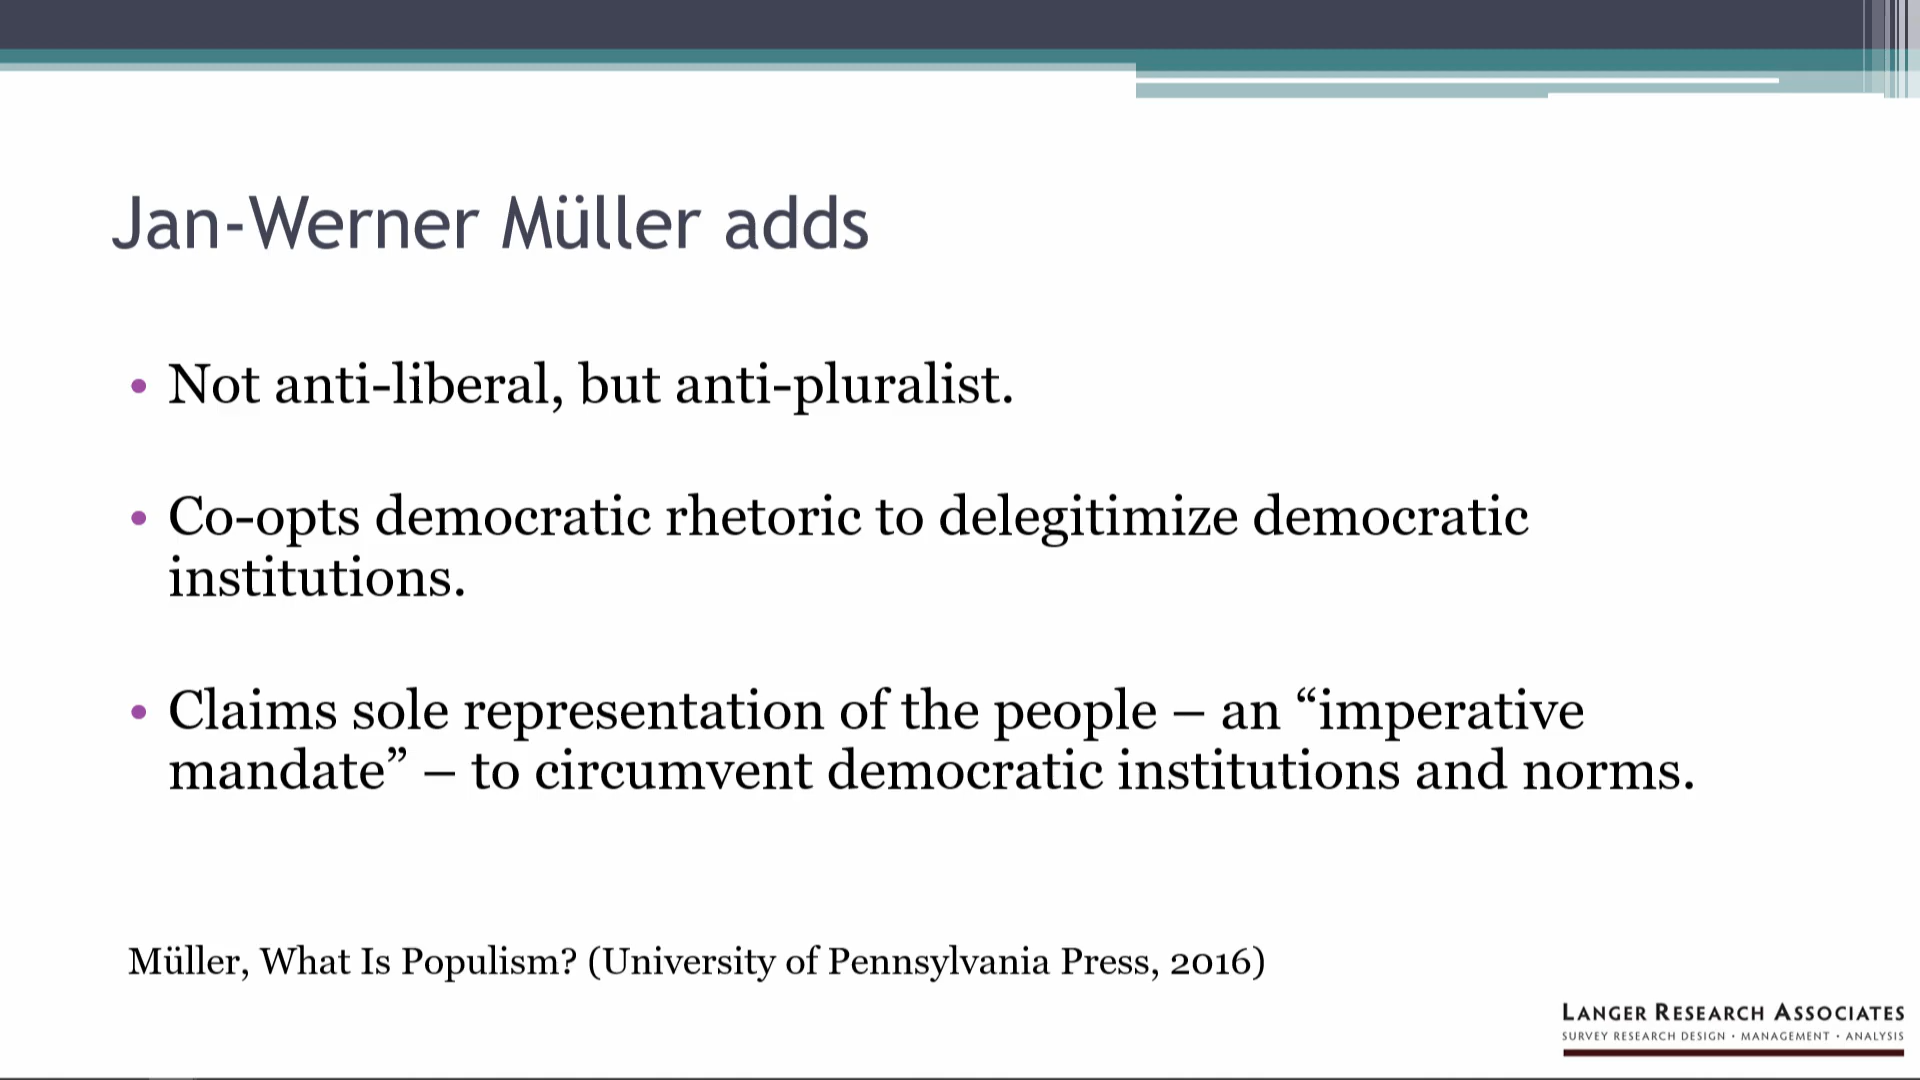 Jan-Werner Müller adds
• Not anti-liberal, but anti-pluralist.
• Co-opts democratic rhetoric to delegitimize democratic
institutions.
• Claims sole representation of the people – an “imperative
mandate” – to circumvent democratic institutions and norms.
Müller, What Is Populism? (University of Pennsylvania Press, 2016)
LANGER RESEARCH ASSOCIATES
SURVEY RESEARCH DESIGN · MANAGEMENT · ANALYSIS